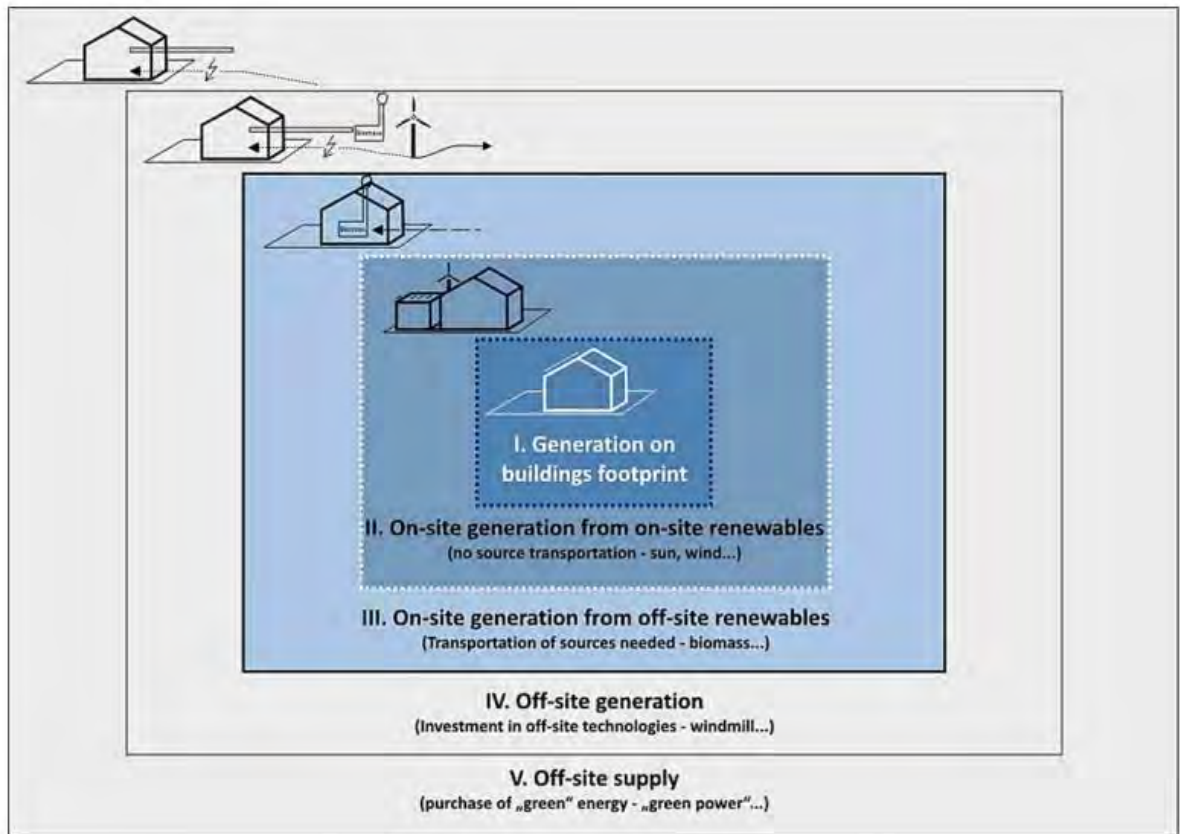 Biomass
I. Generation on
buildings footprint
II. On-site generation from on-site renewables
(no source transportation - sun, wind...)
III. On-site generation from off-site renewables
(Transportation of sources needed - biomass...)
IV. Off-site generation
(Investment in off-site technologies - windmill...)
V. Off-site supply
(purchase of „green“ energy - „green power“...)